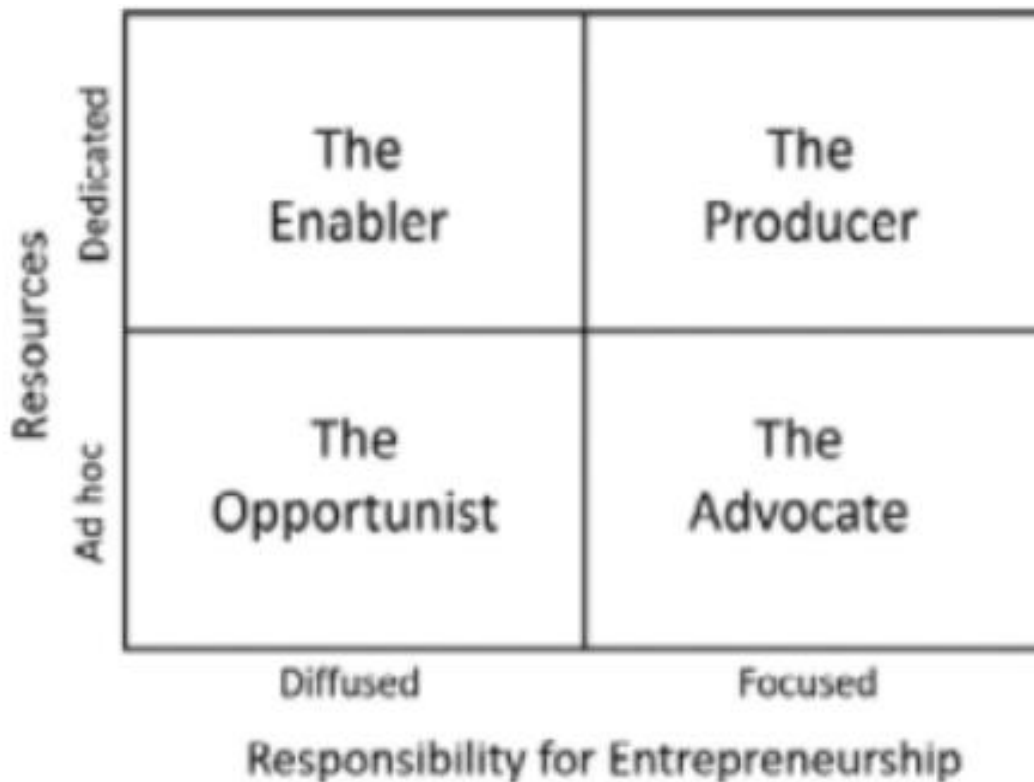 Resources
Dedicated
The
Enabler
The
Producer
Ad hoc
The
Opportunist
The
Advocate
Diffused
Focused
Responsibility for Entrepreneurship